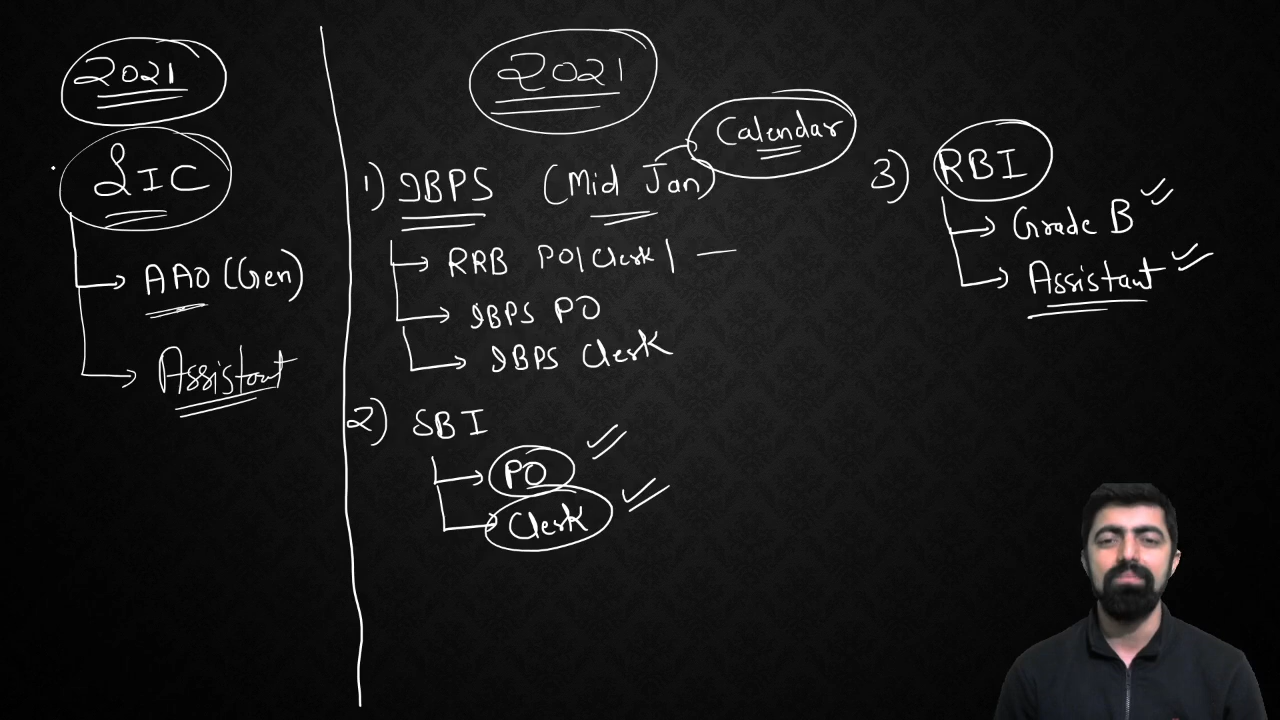 2021
LIC
AAO (Gen)
Assistant
2021
Calendar
1) IBPS (Mid Jan)
RRB PO/Clerk/ —
IBPS PO
IBPS Clerk
2) SBI
PO
Clerk
3) RBI
Grade B
Assistant